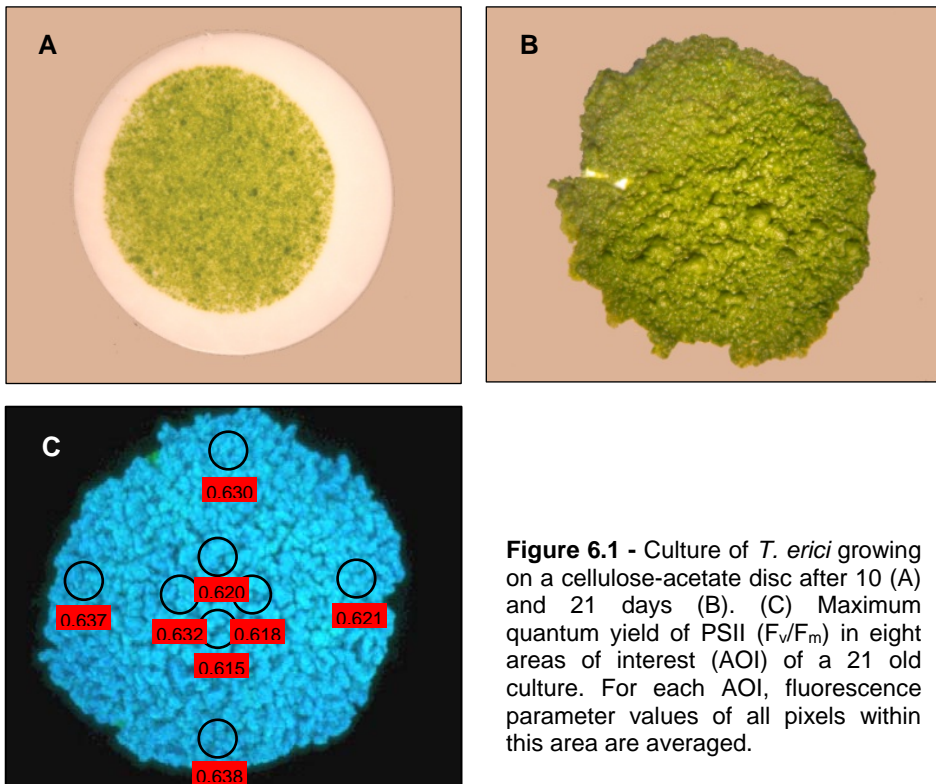 A
B
C
0.630
0.620
0.637
0.632 0.618
0.621
0.615
0.638
Figure 6.1 - Culture of T. erici growing
on a cellulose-acetate disc after 10 (A)
and 21 days (B). (C) Maximum
quantum yield of PSII (Fv/Fm) in eight
areas of interest (AOI) of a 21 old
culture. For each AOI, fluorescence
parameter values of all pixels within
this area are averaged.